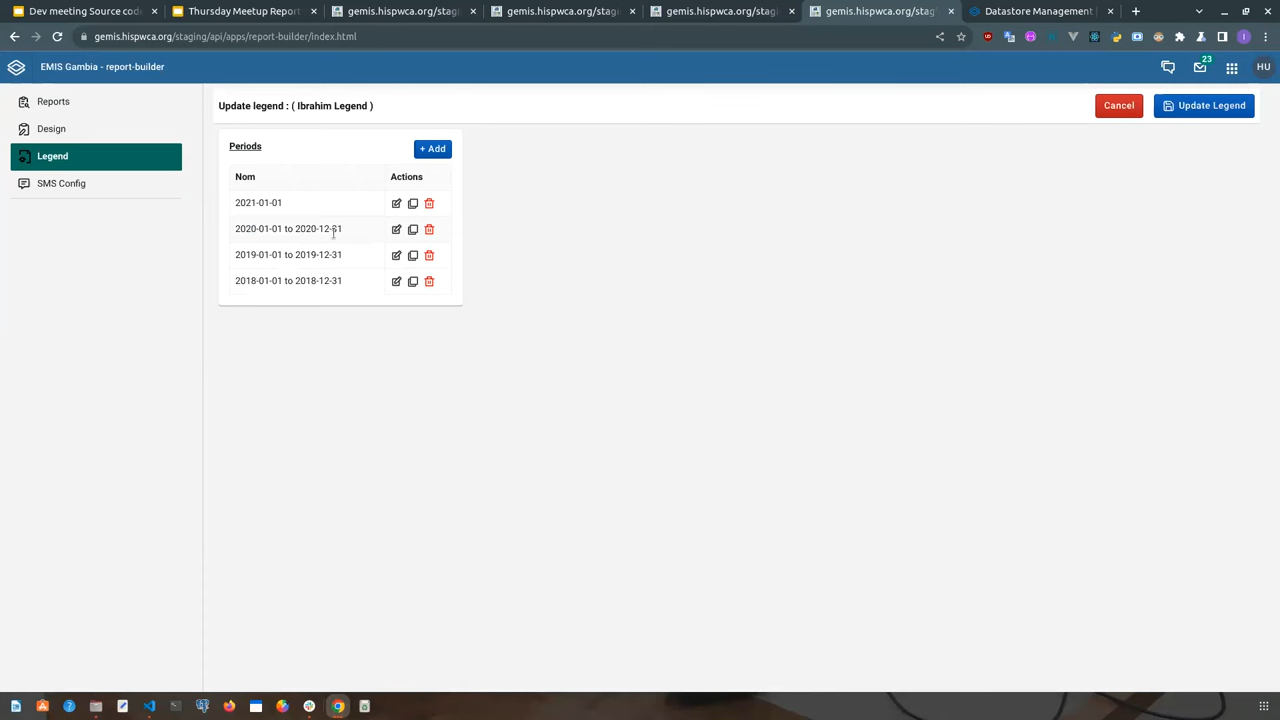 Dev meeting Source cod
Thursday Meetup Report
gemis.hispwca.org/stagi
gemis.hispwca.org/stagi
gemis.hispwca.org/stagi
gemis.hispwca.org/stag
Datastore Management
gemis.hispwca.org/staging/api/apps/report-builder/index.html
EMIS Gambia - report-builder
23
HU
Reports
Design
Legend
SMS Config
Update legend : ( Ibrahim Legend )
Cancel
Update Legend
Periods
+ Add
Nom Actions
2021-01-01
2020-01-01 to 2020-12-31
2019-01-01 to 2019-12-31
2018-01-01 to 2018-12-31